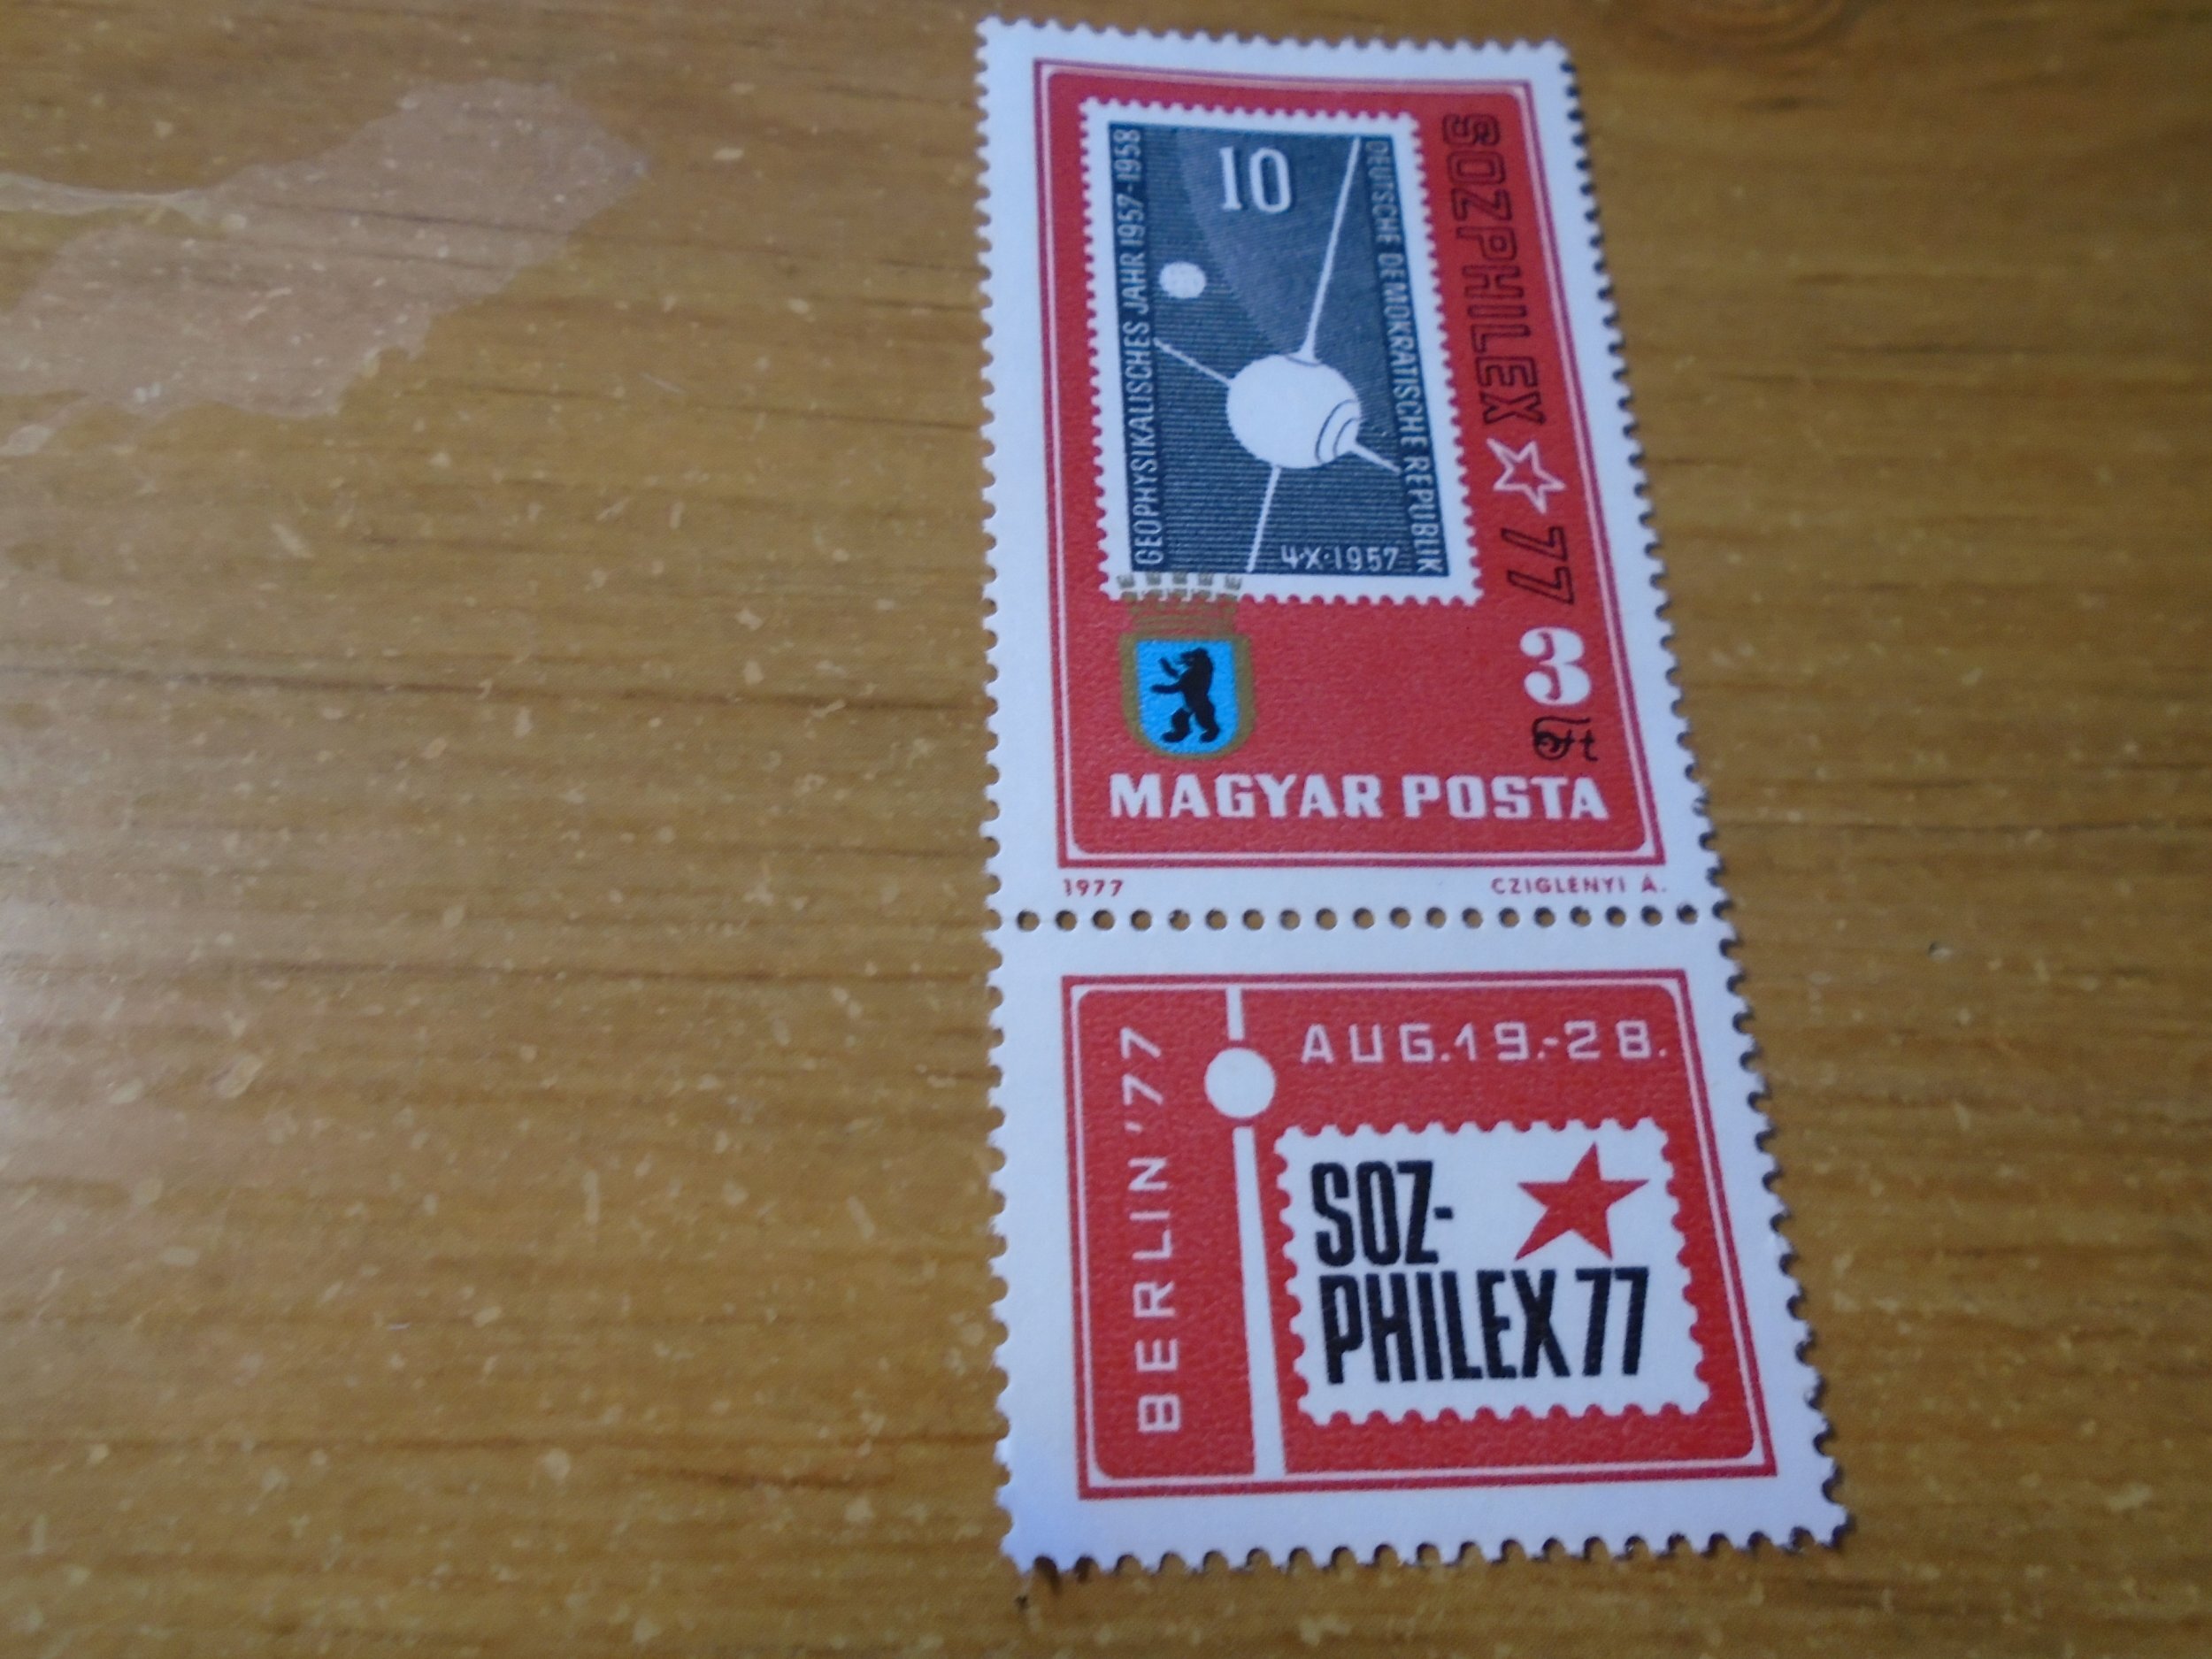 GEOPHYSIKALISCHES JAHR 1957-1958
10
DEUTSCHE DEMOKRATISCHE REPUBLIK
4·X·1957
SOZPHILEX 77 3 Ft
MAGYAR POSTA
1977 CZIGLÉNYI Á.
BERLIN '77
AUG.19.-28.
SOZ-
PHILEX 77